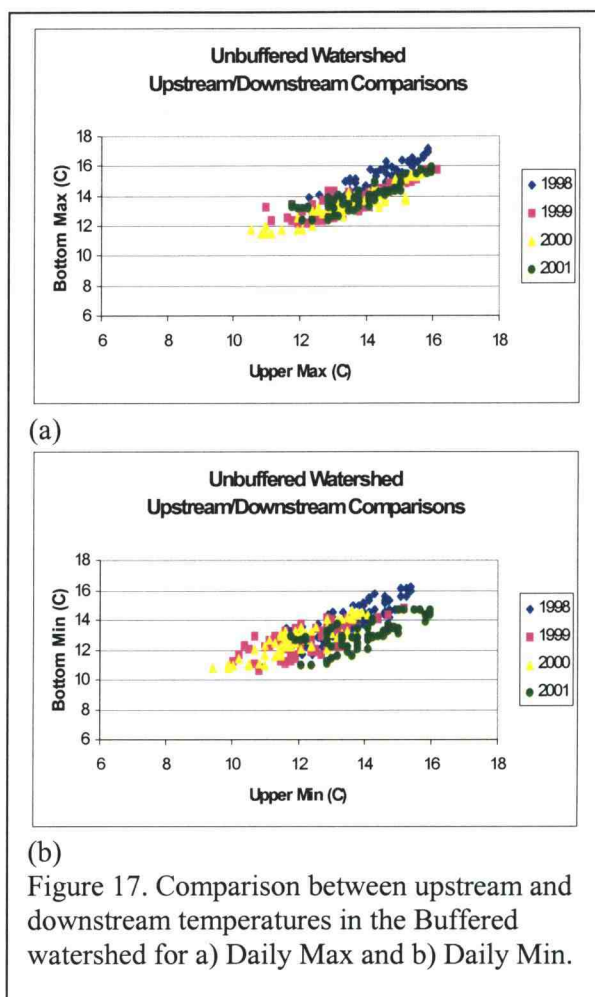 Unbuffered Watershed
Upstream/Downstream Comparisons
Bottom Max (C)
18
16
14
12
10
8
6
6 8 10 12 14 16 18
Upper Max (C)
1998
1999
2000
2001
(a)
Unbuffered Watershed
Upstream/Downstream Comparisons
Bottom Min (C)
18
16
14
12
10
8
6
6 8 10 12 14 16 18
Upper Min (C)
1998
1999
2000
2001
(b)
Figure 17. Comparison between upstream and
downstream temperatures in the Buffered
watershed for a) Daily Max and b) Daily Min.